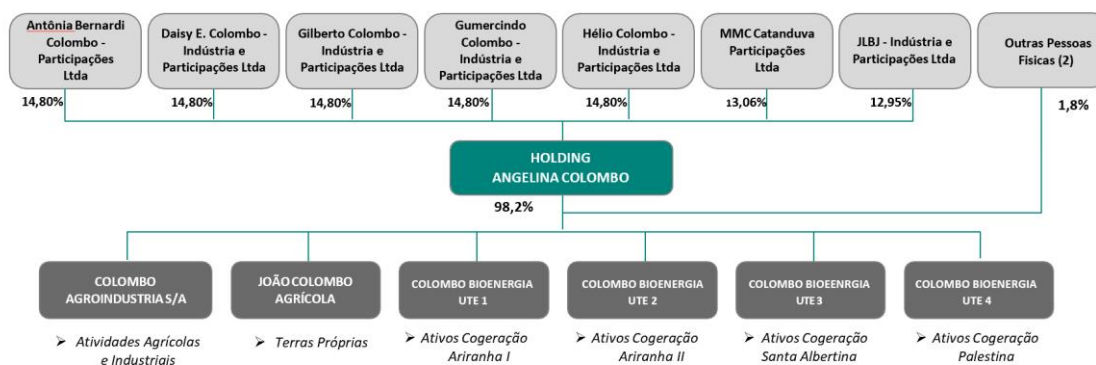 Antônia Bernardi
Colombo -
Participações
Ltda
Daisy E. Colombo -
Indústria e
Participações Ltda
Gilberto Colombo -
Indústria e
Participações Ltda
Gumercindo
Colombo -
Indústria e
Participações Ltda
Hélio Colombo -
Indústria e
Participações Ltda
MMC Catanduva
Participações
Ltda
JLBJ - Indústria e
Participações Ltda
Outras Pessoas
Fisicas (2)
14,80%
14,80%
14,80%
14,80%
14,80%
13,06%
12,95%
1,8%
HOLDING
ANGELINA COLOMBO
98,2%
COLOMBO
AGROINDUSTRIA S/A
JOÃO COLOMBO
AGRÍCOLA
COLOMBO BIOENERGIA
UTE 1
COLOMBO BIOENERGIA
UTE 2
COLOMBO BIOEENRGIA
UTE 3
COLOMBO BIOENERGIA
UTE 4
➢ Atividades Agrícolas
e Industriais
➢ Terras Próprias
➢ Ativos Cogeração
Ariranha I
➢ Ativos Cogeração
Ariranha II
➢ Ativos Cogeração
Santa Albertina
➢ Ativos Cogeração
Palestina